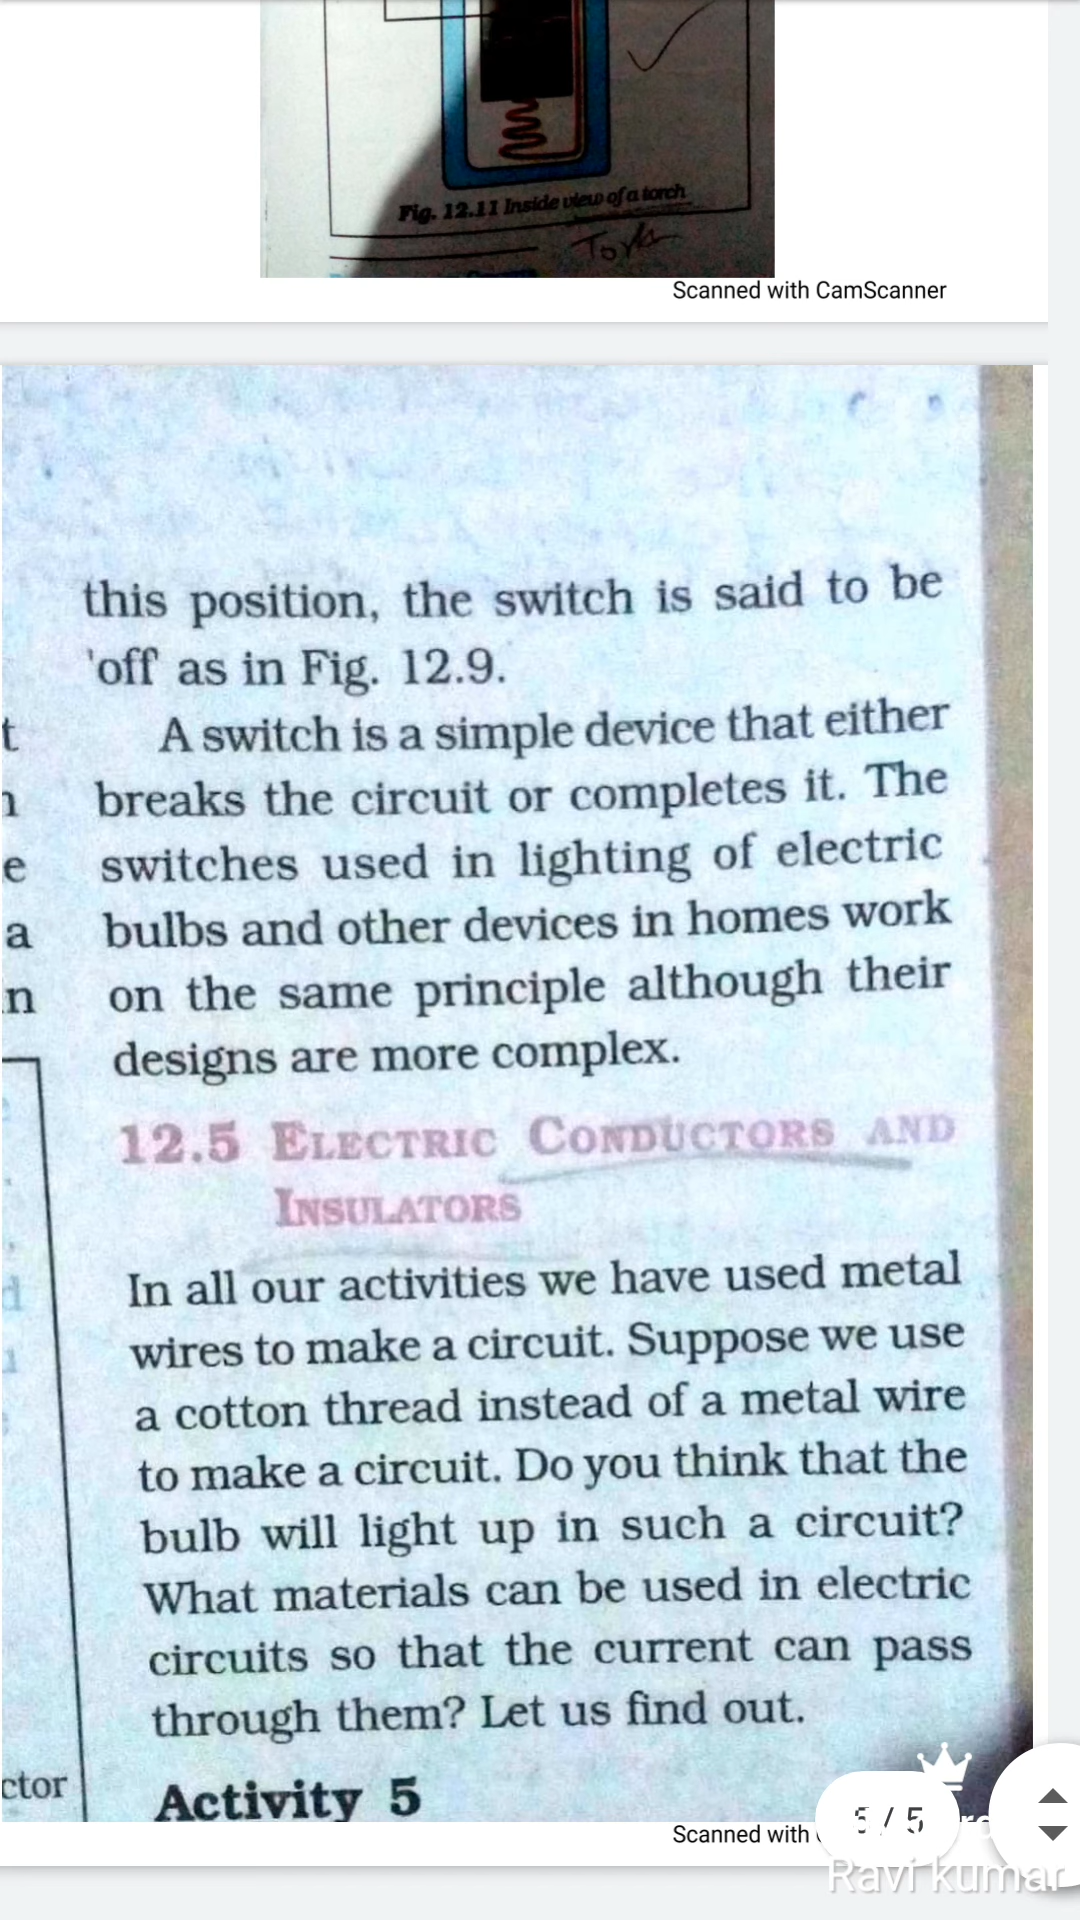 Fig. 12.11 Inside view of a torch
Scanned with CamScanner
this position, the switch is said to be
'off' as in Fig. 12.9.
A switch is a simple device that either
breaks the circuit or completes it. The
switches used in lighting of electric
bulbs and other devices in homes work
on the same principle although their
designs are more complex.
12.5 ELECTRIC CONDUCTORS AND
INSULATORS
In all our activities we have used metal
wires to make a circuit. Suppose we use
a cotton thread instead of a metal wire
to make a circuit. Do you think that the
bulb will light up in such a circuit?
What materials can be used in electric
circuits so that the current can pass
through them? Let us find out.
Activity 5
t
e
a
n
ctor
Scanned with
/ 5
Ravi kumar